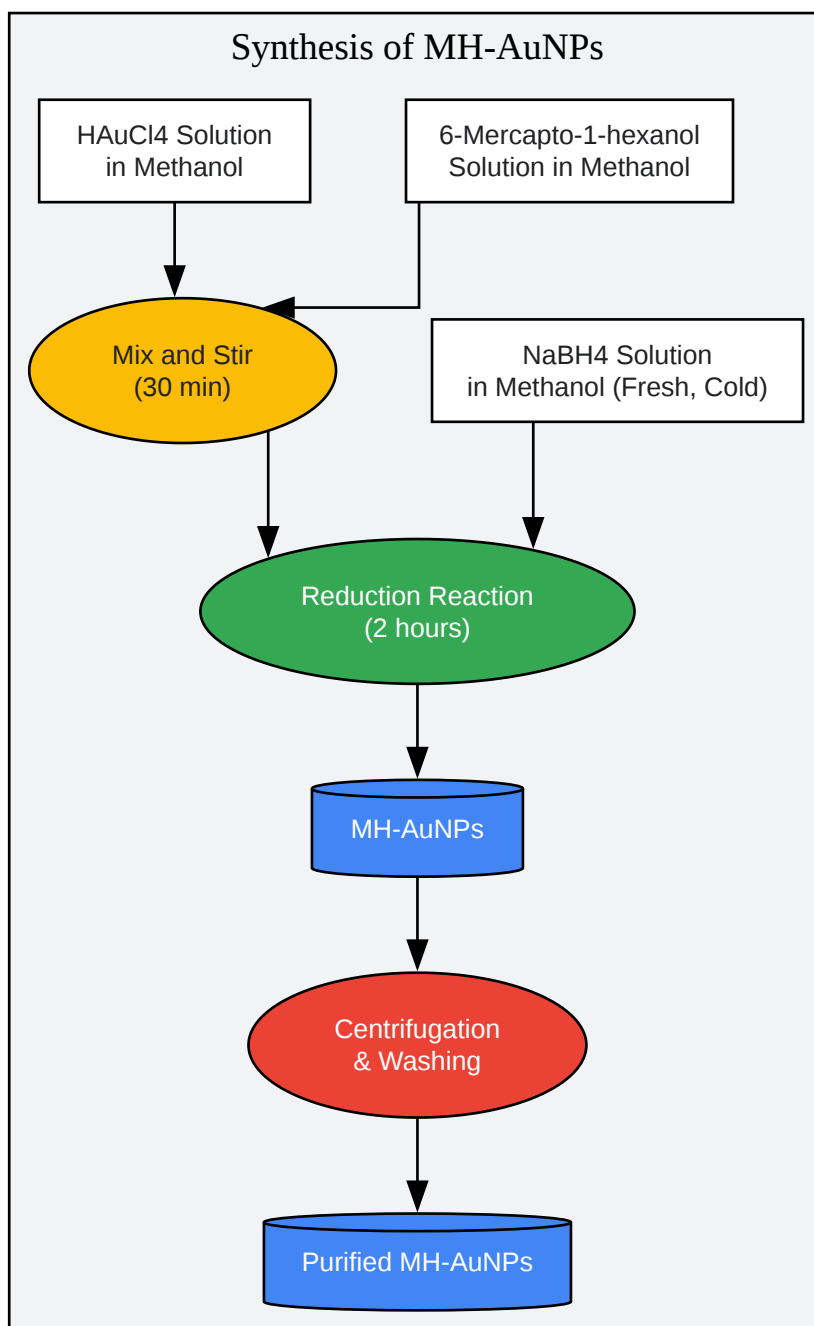 Synthesis of MH-AuNPs
HAuCl4 Solution
in Methanol
6-Mercapto-1-hexanol
Solution in Methanol
Mix and Stir
(30 min)
NaBH4 Solution
in Methanol (Fresh, Cold)
Reduction Reaction
(2 hours)
MH-AuNPs
Centrifugation
& Washing
Purified MH-AuNPs